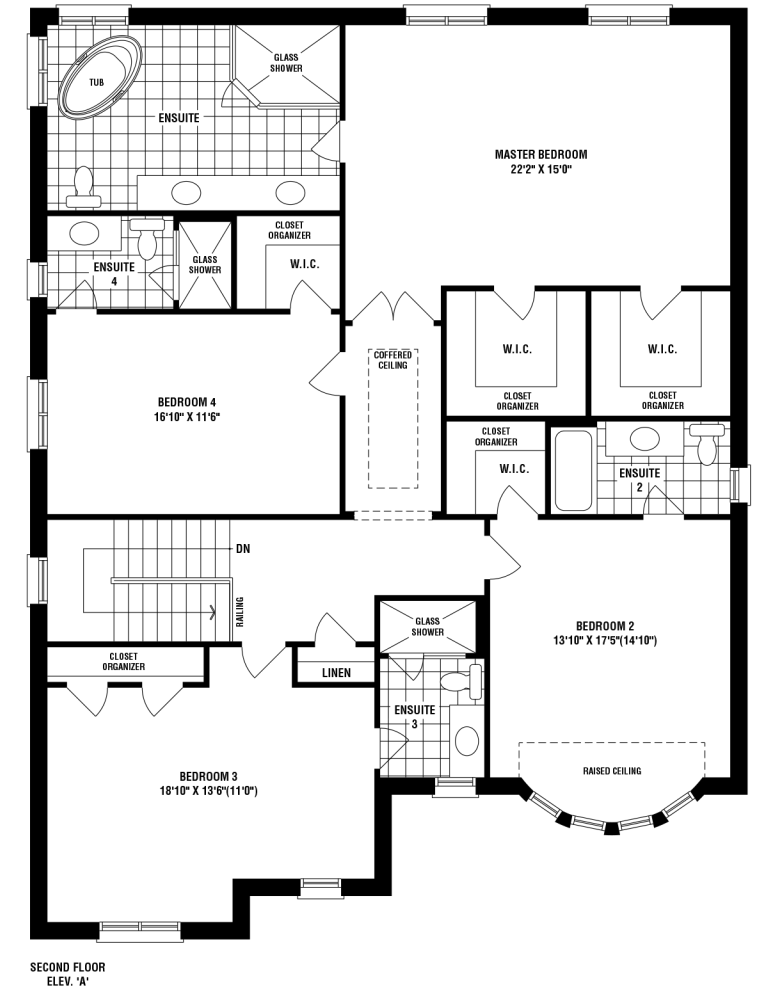 GLASS
SHOWER
TUB
ENSUITE
MASTER BEDROOM
22'2" X 15'0"
CLOSET
ORGANIZER
W.I.C.
GLASS
SHOWER
ENSUITE
4
COFFERED
CEILING
W.I.C.
CLOSET
ORGANIZER
W.I.C.
CLOSET
ORGANIZER
BEDROOM 4
16'10" X 11'6"
CLOSET
ORGANIZER
W.I.C.
ENSUITE
2
DN
RAILING
GLASS
SHOWER
BEDROOM 2
13'10" X 17'5"(14'10")
CLOSET
ORGANIZER
LINEN
ENSUITE
3
BEDROOM 3
18'10" X 13'6"(11'0")
RAISED CEILING
SECOND FLOOR
ELEV. 'A'